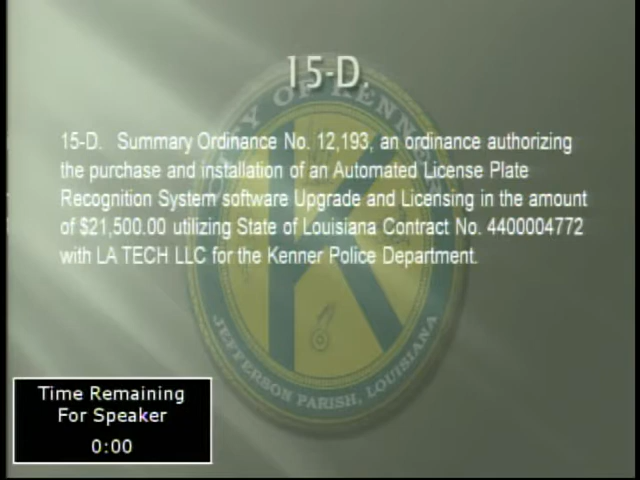 15-D.
15-D. Summary Ordinance No. 12,193, an ordinance authorizing
the purchase and installation of an Automated License Plate
Recognition System software Upgrade and Licensing in the amount
of $21,500.00 utilizing State of Louisiana Contract No. 4400004772
with LA TECH LLC for the Kenner Police Department.
CITY OF KENNER
JEFFERSON PARISH, LOUISIANA
Time Remaining
For Speaker
0:00